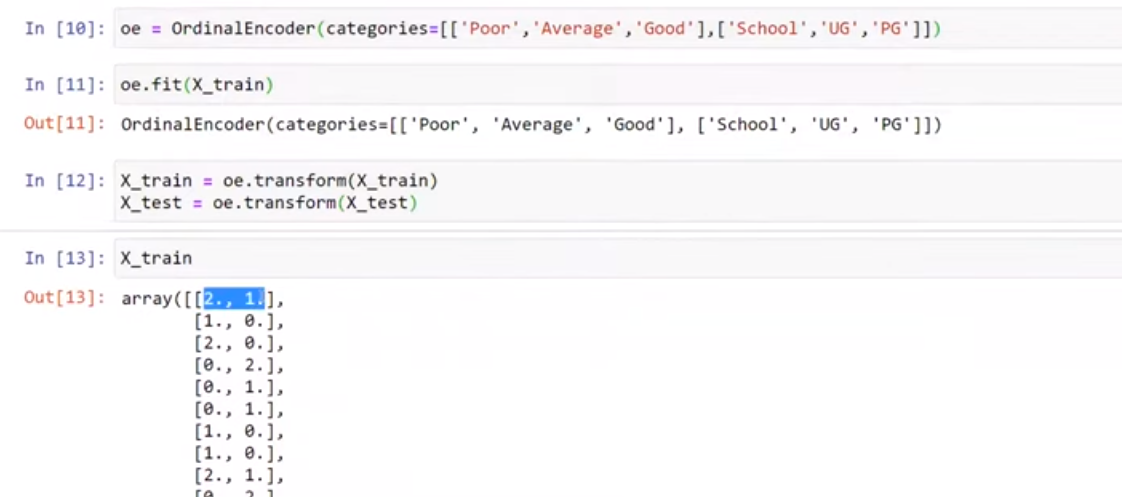 In [10]: oe = OrdinalEncoder(categories=[['Poor','Average','Good'],['School','UG','PG']])
In [11]: oe.fit(X_train)
Out[11]: OrdinalEncoder(categories=[['Poor', 'Average', 'Good'], ['School', 'UG', 'PG']])
In [12]: X_train = oe.transform(X_train)
X_test = oe.transform(X_test)
In [13]: X_train
Out[13]: array([[2., 1.],
[1., 0.],
[2., 0.],
[0., 2.],
[0., 1.],
[0., 1.],
[1., 0.],
[1., 0.],
[2., 1.],